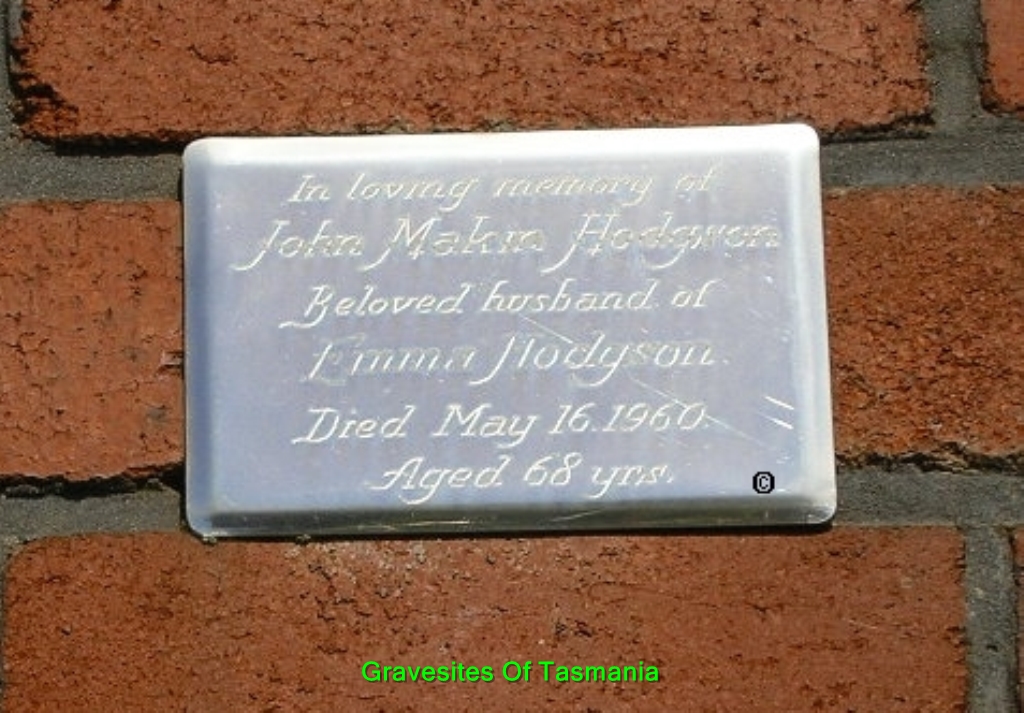 In loving memory of
John Makin Hodgson
Beloved husband of
Emma Hodgson.
Died May 16.1960.
Aged 68 yrs.
©
Gravesites Of Tasmania